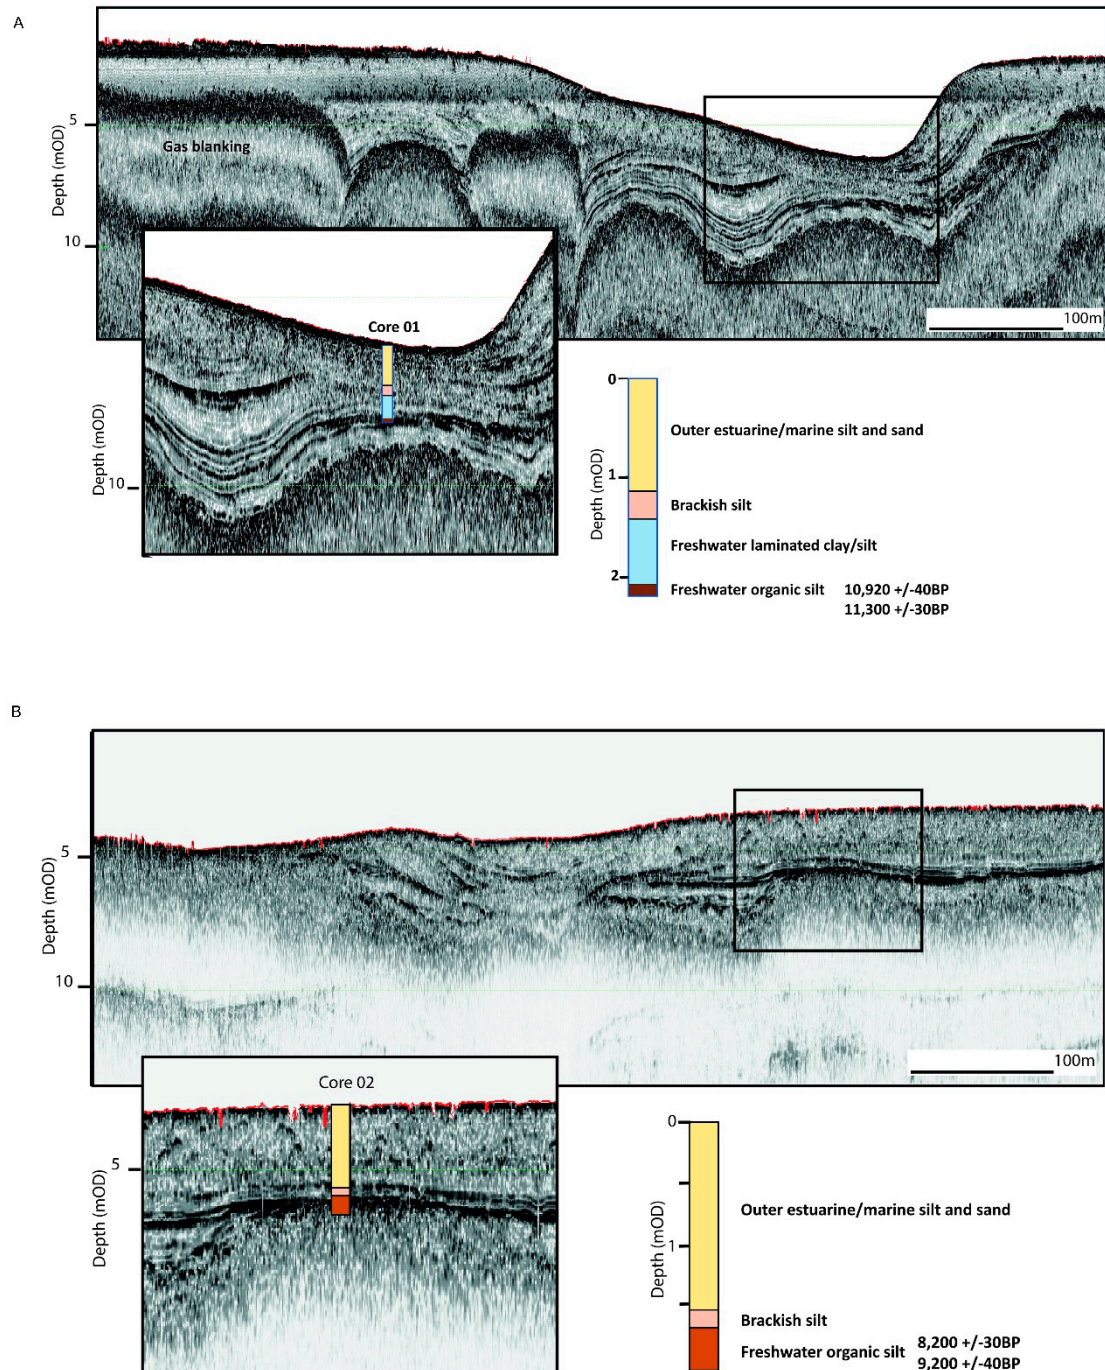 A
Depth (mOD)
5
10
Gas blanking
100m
Core 01
Depth (mOD)
10
0
1
2
Depth (mOD)
Outer estuarine/marine silt and sand
Brackish silt
Freshwater laminated clay/silt
Freshwater organic silt 10,920 +/-40BP
11,300 +/-30BP
B
Depth (mOD)
5
10
100m
Core 02
Depth (mOD)
5
0
1
Depth (mOD)
Outer estuarine/marine silt and sand
Brackish silt
Freshwater organic silt 8,200 +/-30BP
9,200 +/-40BP